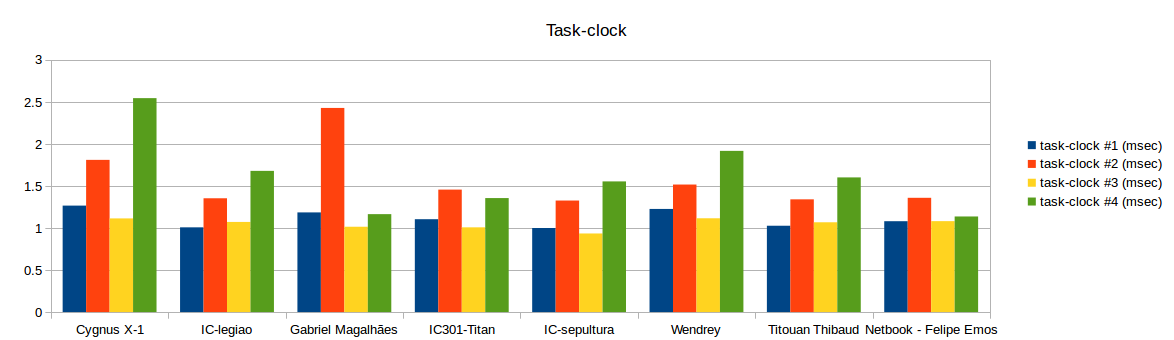 Task-clock
3
2.5
2
1.5
1
0.5
0
task-clock #1 (msec)
task-clock #2 (msec)
task-clock #3 (msec)
task-clock #4 (msec)
Cygnus X-1 IC-legiao Gabriel Magalhães IC301-Titan IC-sepultura Wendrey Titouan Thibaud Netbook - Felipe Emos